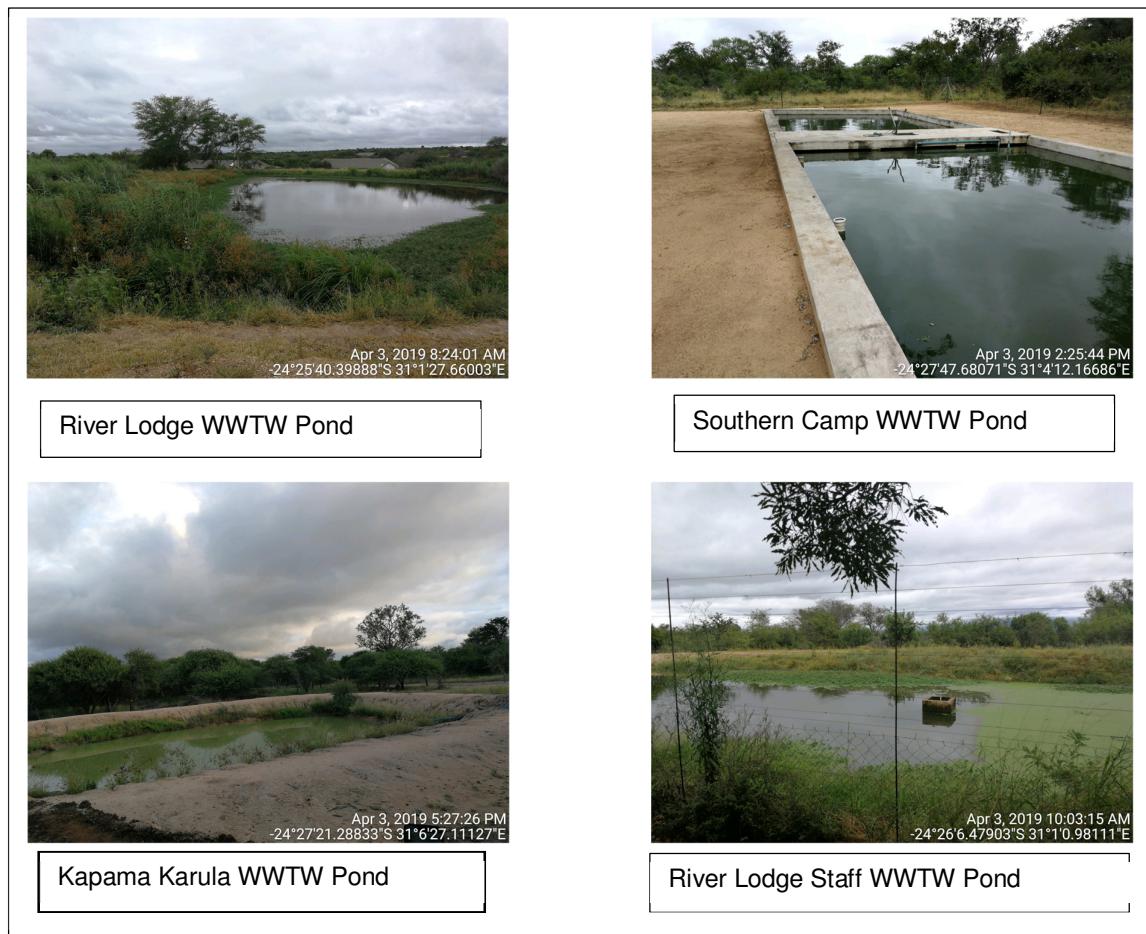 Apr 3, 2019 8:24:01 AM
-24°25'40.39888"S 31°1'27.66003"E
River Lodge WWTW Pond
Apr 3, 2019 2:25:44 PM
-24°27'47.68071"S 31°4'12.16686"E
Southern Camp WWTW Pond
Apr 3, 2019 5:27:26 PM
-24°27'21.28833"S 31°6'27.11127"E
Kapama Karula WWTW Pond
Apr 3, 2019 10:03:15 AM
-24°26'6.47903"S 31°1'0.98111"E
River Lodge Staff WWTW Pond